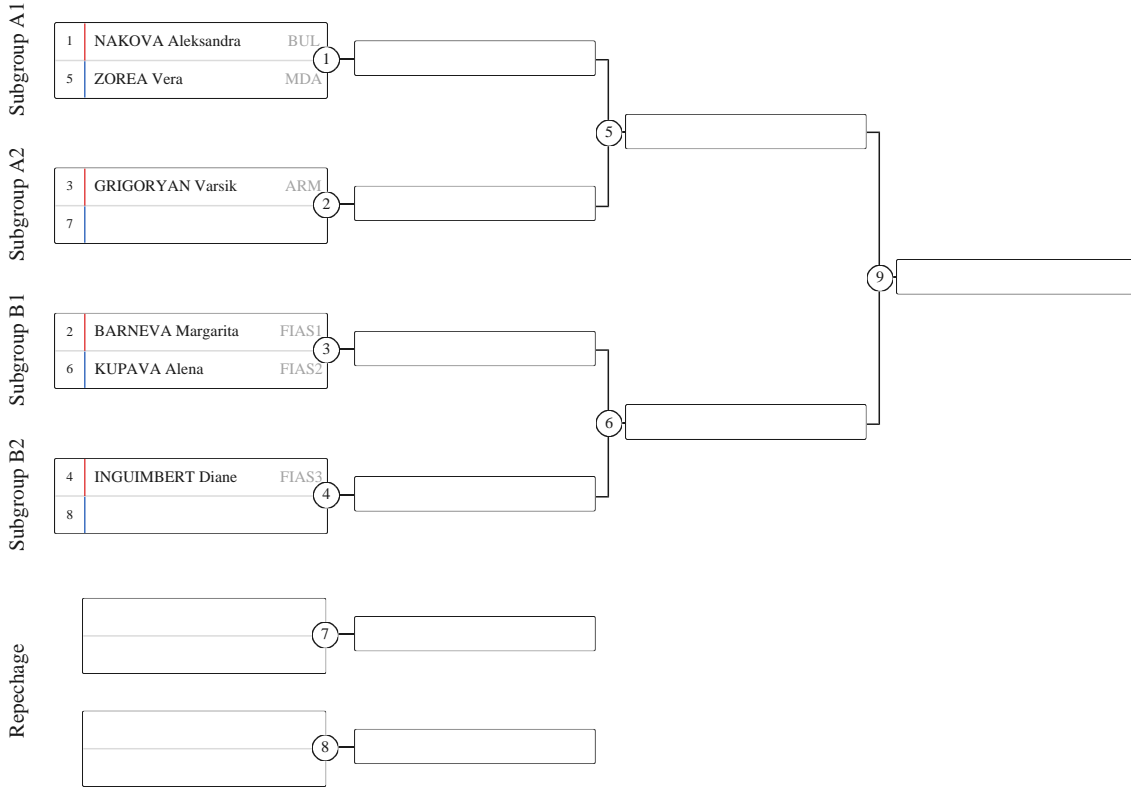 Subgroup A1
1 NAKOVA Aleksandra BUL
5 ZOREA Vera MDA
1
5
Subgroup A2
3 GRIGORYAN Varsik ARM
7
2
9
Subgroup B1
2 BARNEVA Margarita FIAS1
6 KUPAVA Alena FIAS2
3
6
Subgroup B2
4 INGUIMBERT Diane FIAS3
8
4
Repechage
7
8